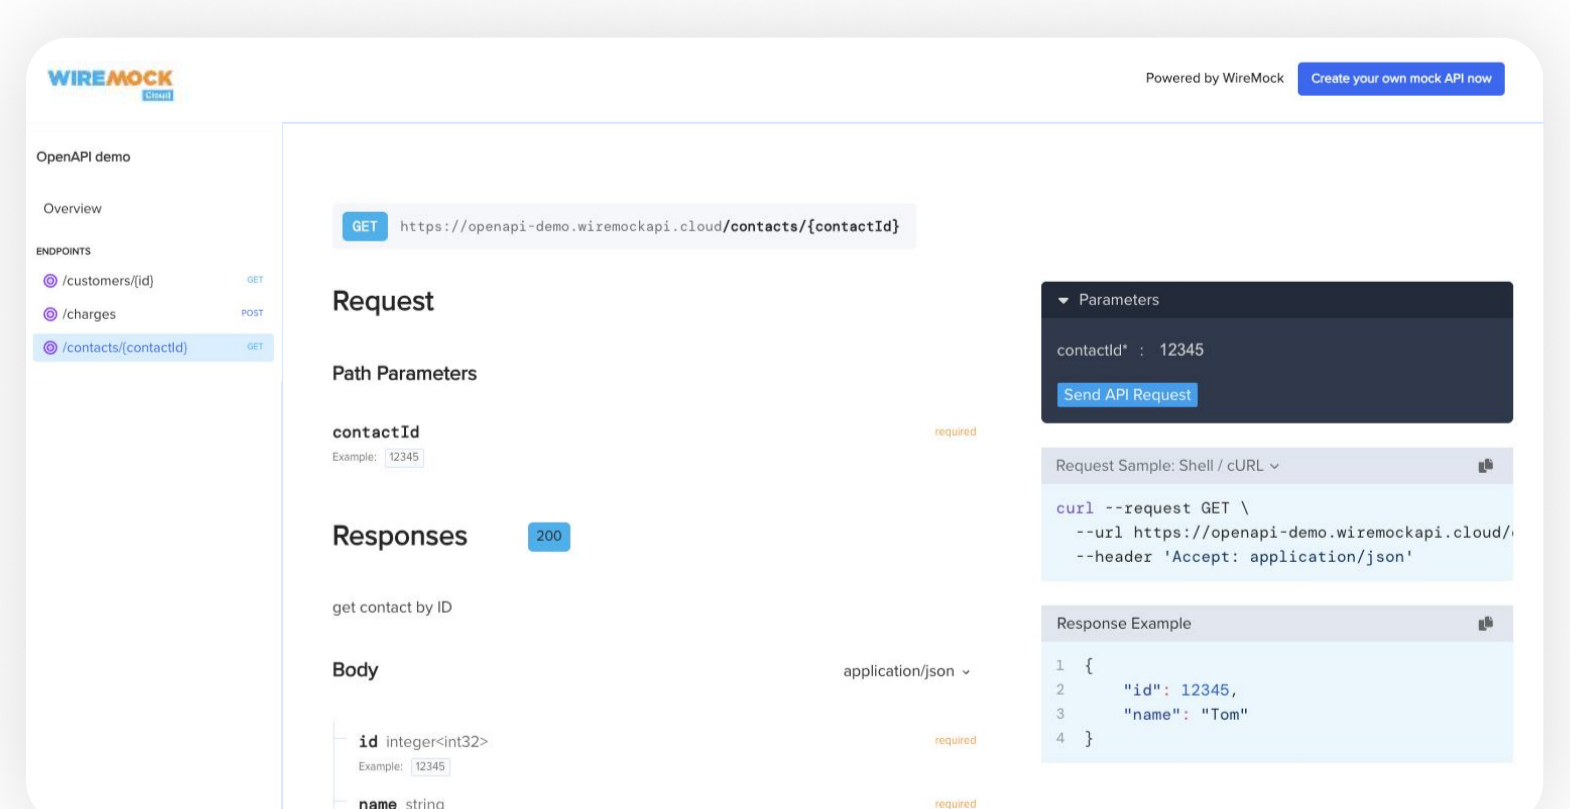 WIREMOCK
Cloud
Powered by WireMock
Create your own mock API now
OpenAPI demo
Overview
ENDPOINTS
/customers/{id} GET
/charges POST
/contacts/{contactId} GET
GET https://openapi-demo.wiremockapi.cloud/contacts/{contactId}
Request
Path Parameters
contactId required
Example: 12345
Responses 200
get contact by ID
Body application/json
id integer<int32> required
Example: 12345
name string required
Parameters
contactId* : 12345
Send API Request
Request Sample: Shell / cURL
curl --request GET \
--url https://openapi-demo.wiremockapi.cloud/
--header 'Accept: application/json'
Response Example
1 {
2 "id": 12345,
3 "name": "Tom"
4 }